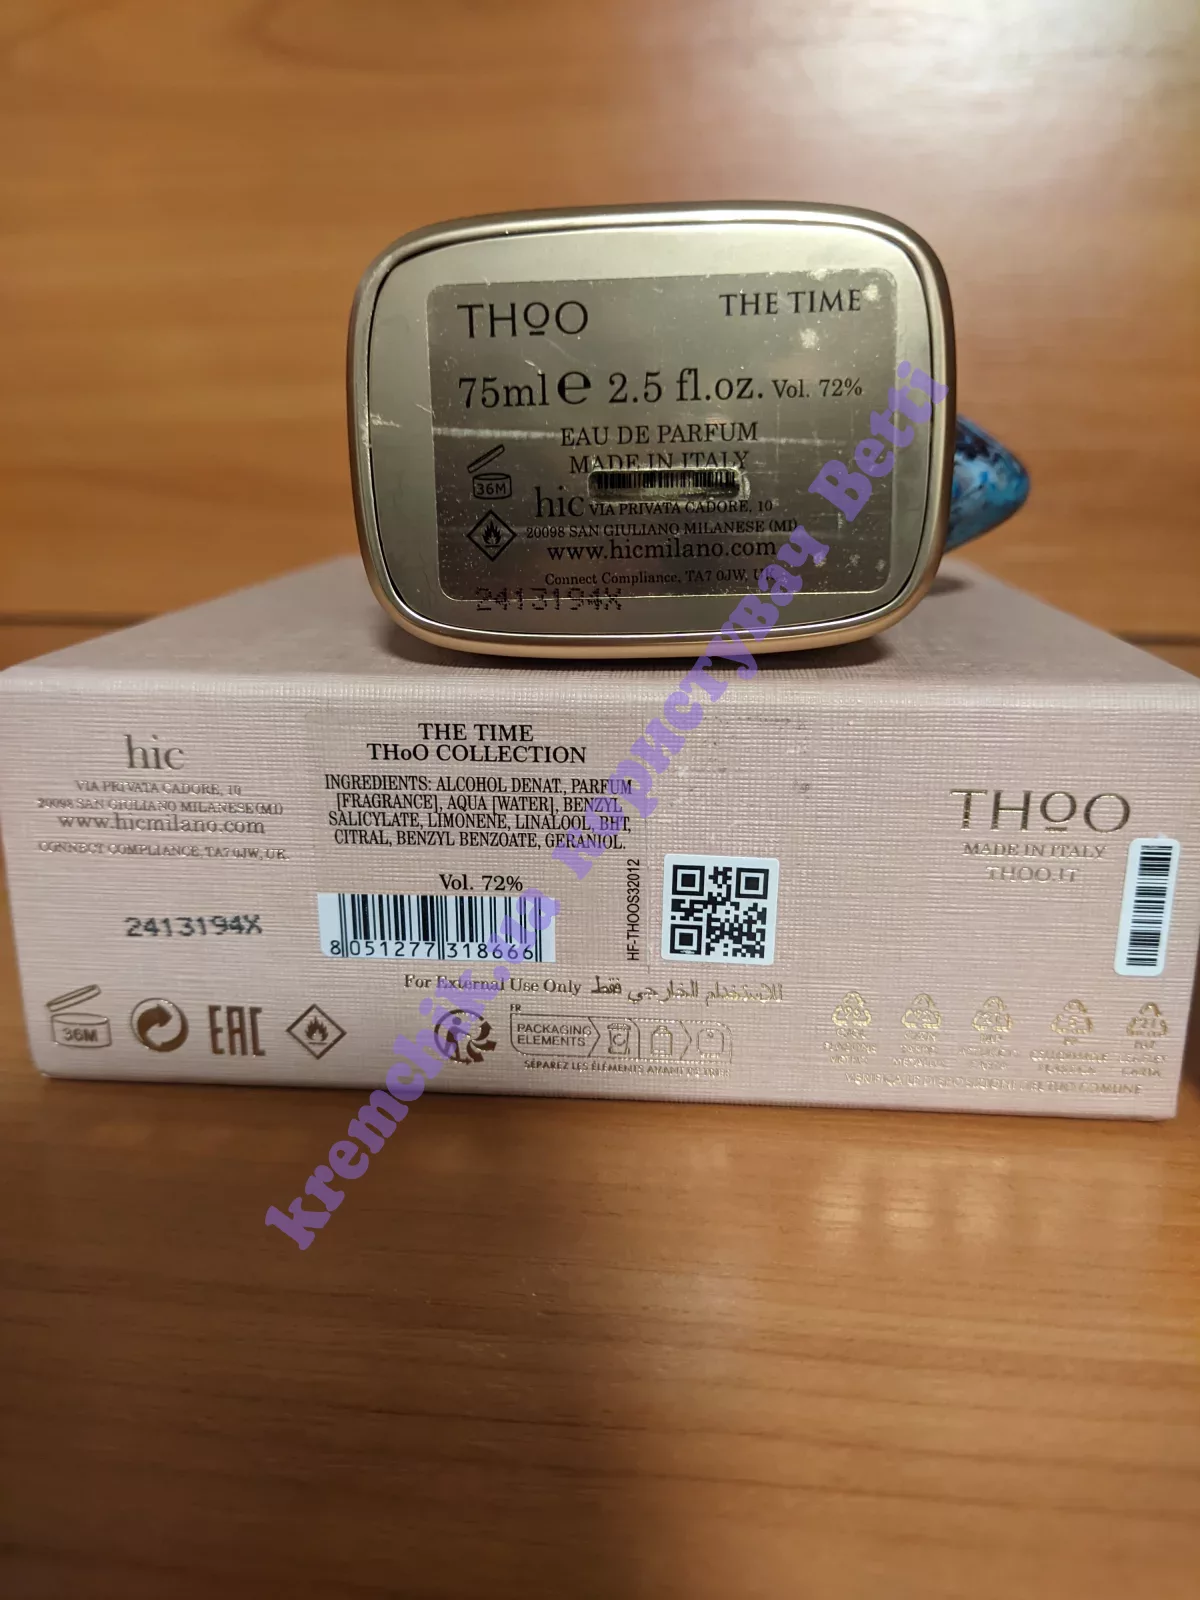 THOO
THE TIME
75ml e 2.5 fl.oz. Vol. 72%
EAU DE PARFUM
MADE IN ITALY
36M
hic VIA PRIVATA CADORE, 10
20098 SAN GIULIANO MILANESE (MI)
www.hicmilano.com
Connect Compliance, TA7 0JW, UK
2413194X
hic
VIA PRIVATA CADORE, 10
20098 SAN GIULIANO MILANESE (MI)
www.hicmilano.com
CONNECT COMPLIANCE, TA7 0JW, UK
2413194X
36M
EAC
THE TIME
THoO COLLECTION
INGREDIENTS: ALCOHOL DENAT., PARFUM
[FRAGRANCE], AQUA [WATER], BENZYL
SALICYLATE, LIMONENE, LINALOOL, BHT,
CITRAL, BENZYL BENZOATE, GERANIOL.
Vol. 72%
8 051277 318666
HF-THOOS32012
For External Use Only للاستخدام الخارجي فقط
FR
PACKAGING
ELEMENTS
SÉPAREZ LES ÉLÉMENTS AVANT DE TRIER
THOO
MADE IN ITALY
THOO.IT
kremchik.ua користувач Betti